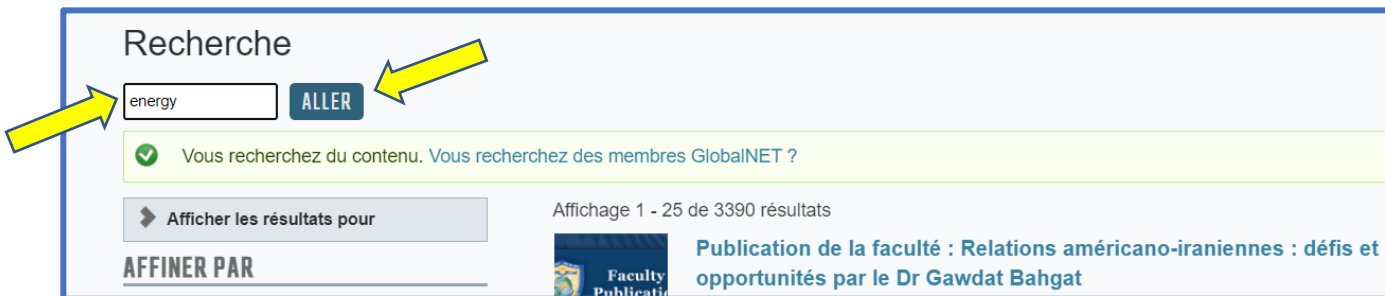 Recherche
energy
ALLER
Vous recherchez du contenu. Vous recherchez des membres GlobalNET ?
Afficher les résultats pour
Affichage 1 - 25 de 3390 résultats
AFFINER PAR
Faculty
Publication de la faculté : Relations américano-iraniennes : défis et
opportunités par le Dr Gawdat Bahgat